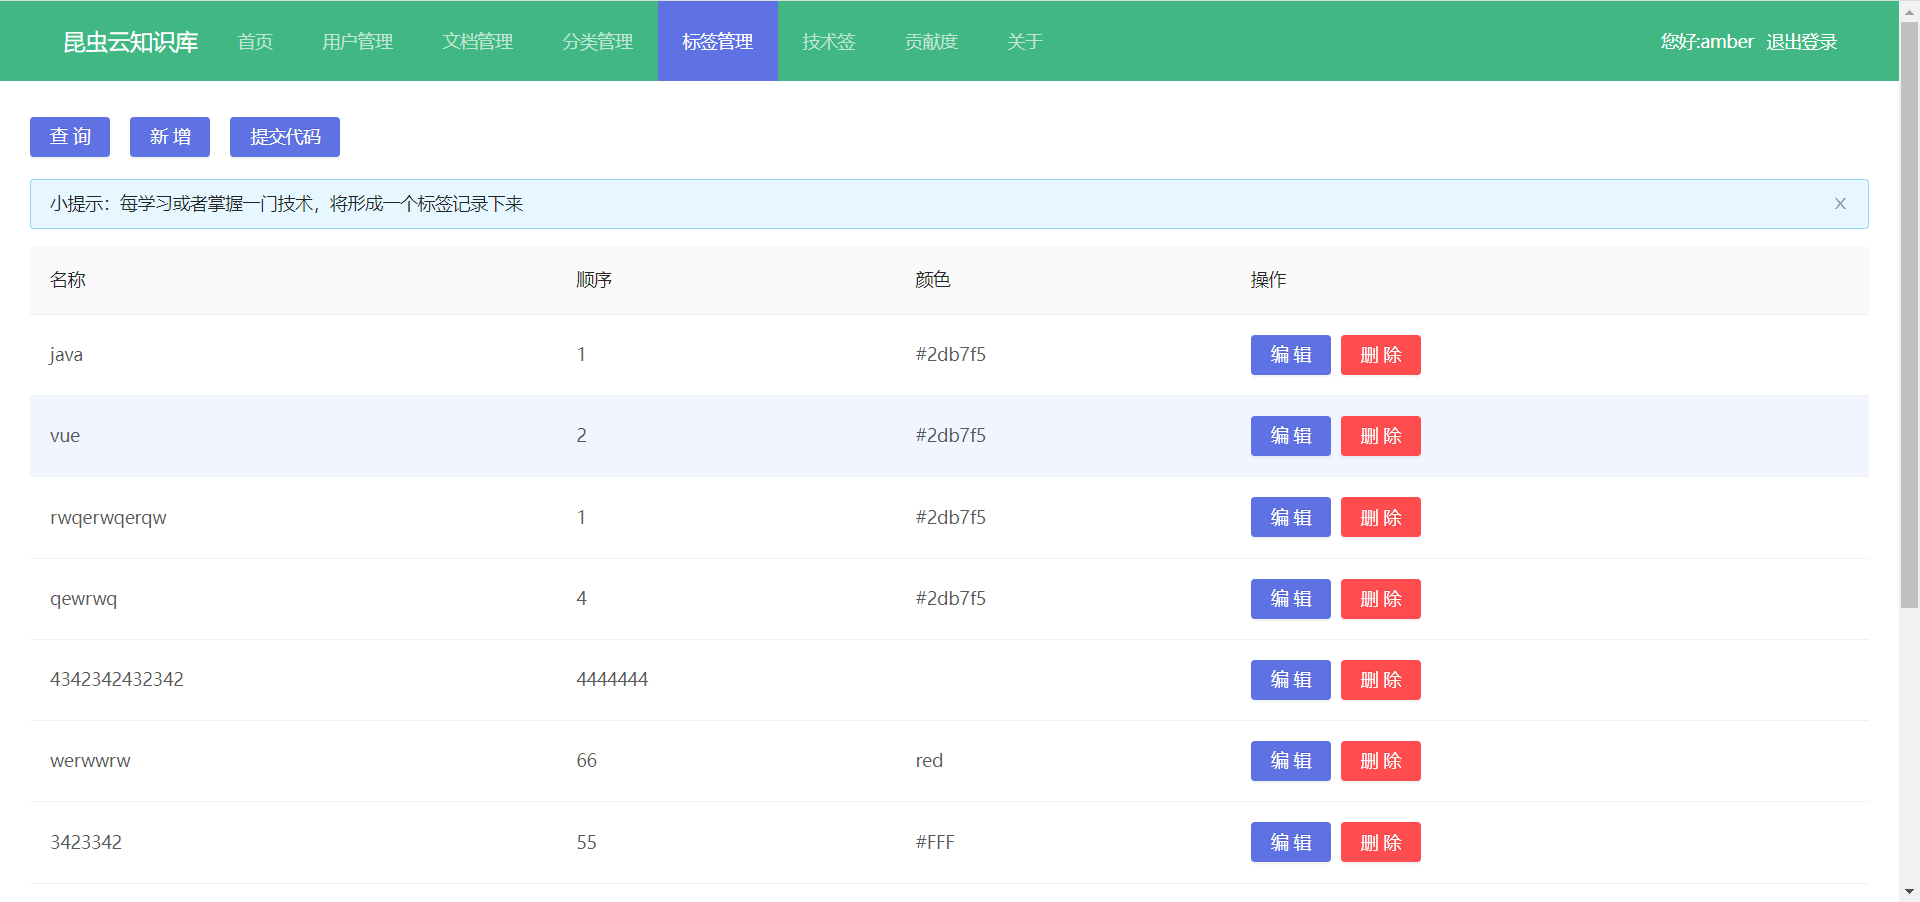 昆虫云知识库 首页 用户管理 文档管理 分类管理 标签管理 技术签 贡献度 关于 您好:amber 退出登录
查 询 新 增 提交代码
小提示：每学习或者掌握一门技术，将形成一个标签记录下来
名称 顺序 颜色 操作
java 1 #2db7f5 编 辑 删 除
vue 2 #2db7f5 编 辑 删 除
rwqerwqerqw 1 #2db7f5 编 辑 删 除
qewrwq 4 #2db7f5 编 辑 删 除
4342342432342 4444444 编 辑 删 除
werwwrw 66 red 编 辑 删 除
3423342 55 #FFF 编 辑 删 除